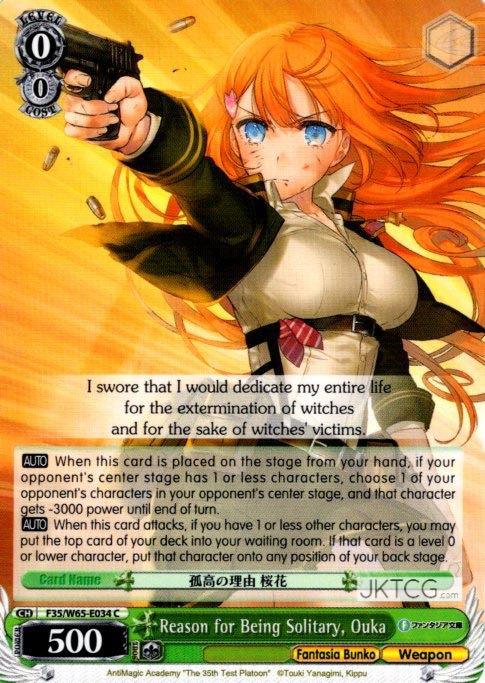 LEVEL
0
0
COST
I swore that I would dedicate my entire life
for the extermination of witches
and for the sake of witches' victims.
AUTO When this card is placed on the stage from your hand, if your
opponent's center stage has 1 or less characters, choose 1 of your
opponent's characters in your opponent's center stage, and that character
gets -3000 power until end of turn.
AUTO When this card attacks, if you have 1 or less other characters, you may
put the top card of your deck into your waiting room. If that card is a level 0
or lower character, put that character onto any position of your back stage.
Card Name 孤高の理由 桜花
JKTCG.com
CH F35/W65-E034 C
POWER 500 SOUL Reason for Being Solitary, Ouka ファンタジア文庫
Fantasia Bunko Weapon
AntiMagic Academy "The 35th Test Platoon" ©Touki Yanagimi, Kippu